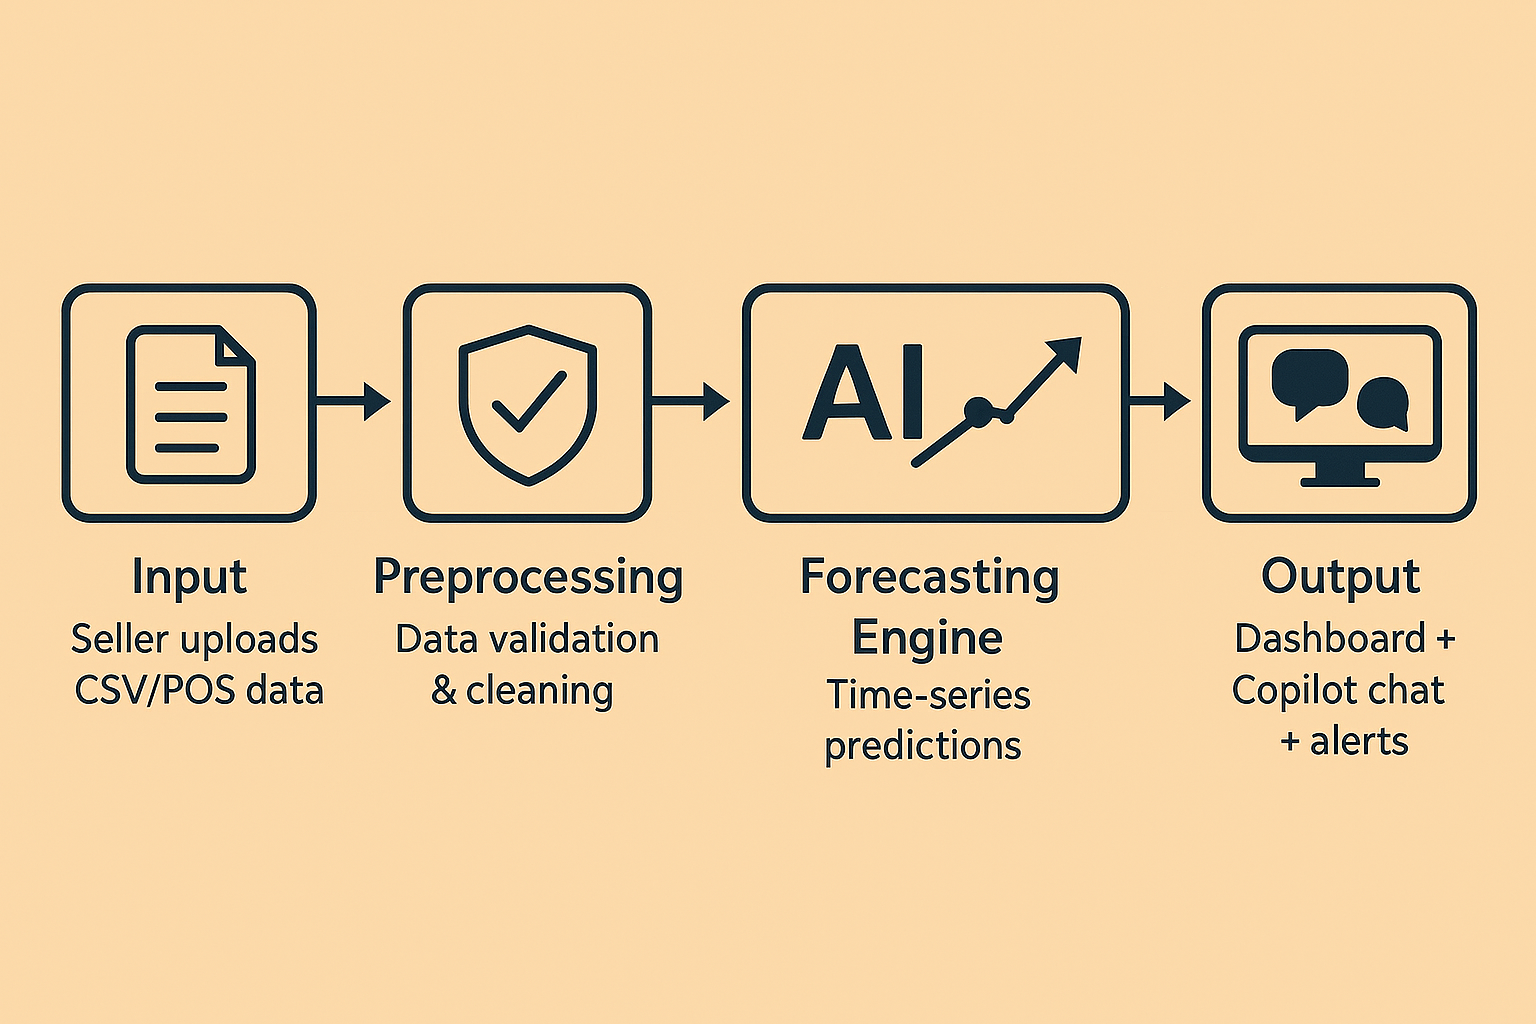 AI
Input
Seller uploads
CSV/POS data
Preprocessing
Data validation
& cleaning
Forecasting
Engine
Time-series
predictions
Output
Dashboard +
Copilot chat
+ alerts